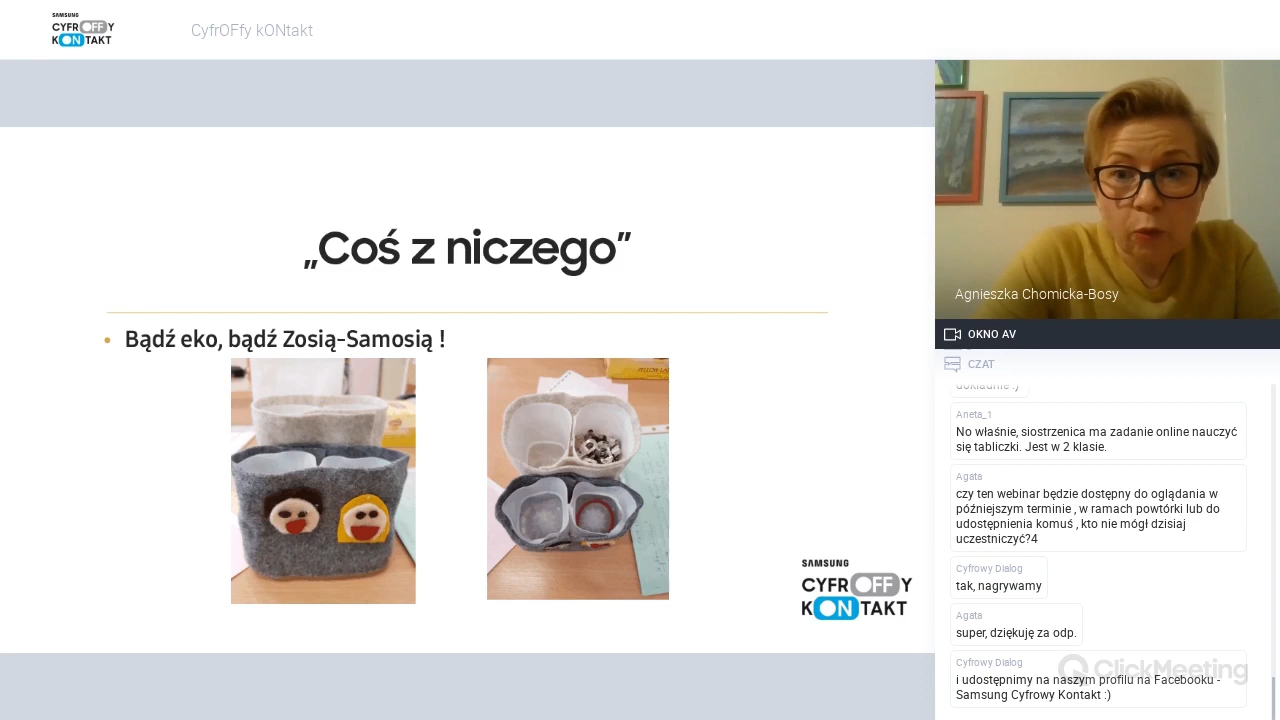 SAMSUNG
CYFROFFY
KONTAKT
CyfrOFfy kONtakt
„Coś z niczego”
• Bądź eko, bądź Zosią-Samosią !
SAMSUNG
CYFROFFY
KONTAKT
Agnieszka Chomicka-Bosy
OKNO AV
CZAT
dokładnie :)
Aneta_1
No właśnie, siostrzenica ma zadanie online nauczyć
się tabliczki. Jest w 2 klasie.
Agata
czy ten webinar będzie dostępny do oglądania w
późniejszym terminie , w ramach powtórki lub do
udostępnienia komuś , kto nie mógł dzisiaj
uczestniczyć?4
Cyfrowy Dialog
tak, nagrywamy
Agata
super, dziękuję za odp.
Cyfrowy Dialog
i udostępnimy na naszym profilu na Facebooku -
Samsung Cyfrowy Kontakt :)
ClickMeeting